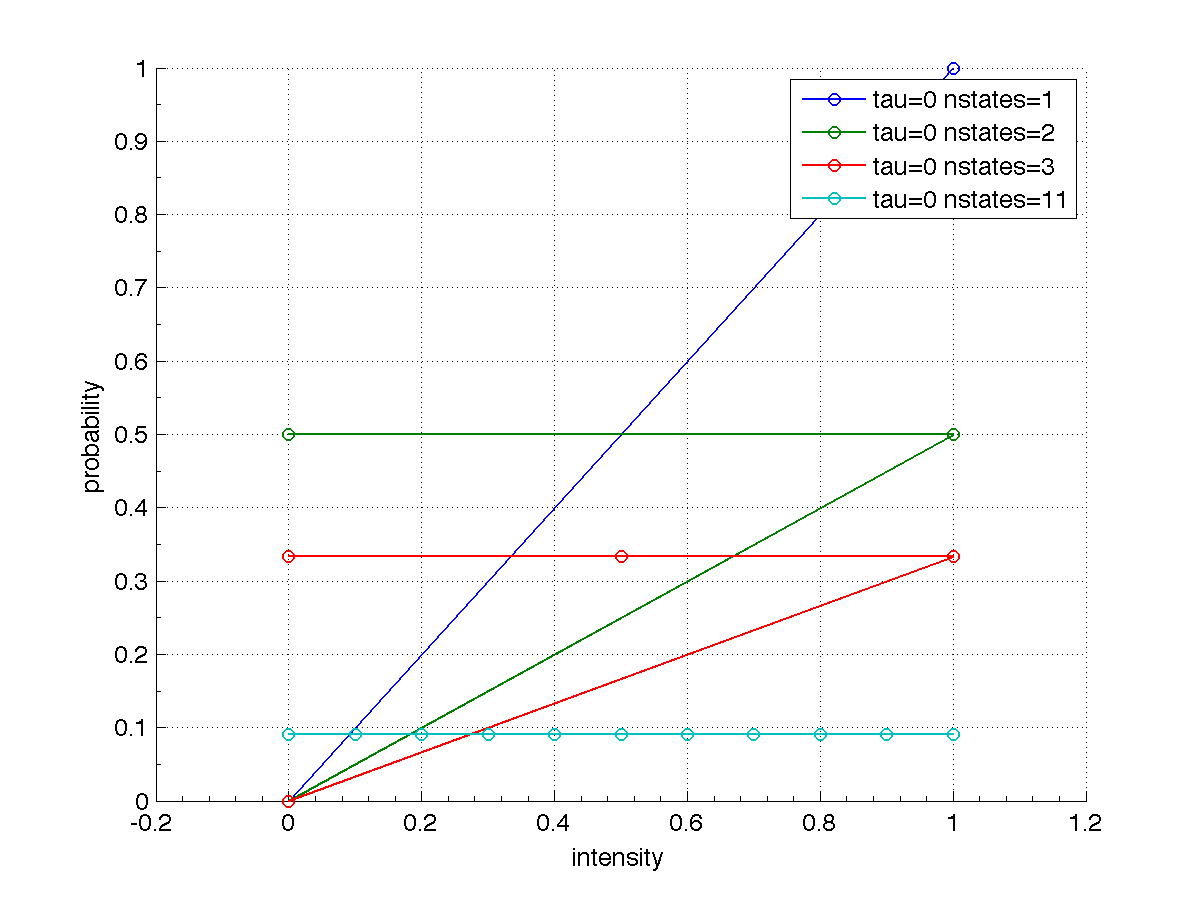 1
0.9
0.8
0.7
0.6
0.5
0.4
0.3
0.2
0.1
0
probability
tau=0 nstates=1
tau=0 nstates=2
tau=0 nstates=3
tau=0 nstates=11
-0.2 0 0.2 0.4 0.6 0.8 1 1.2
intensity